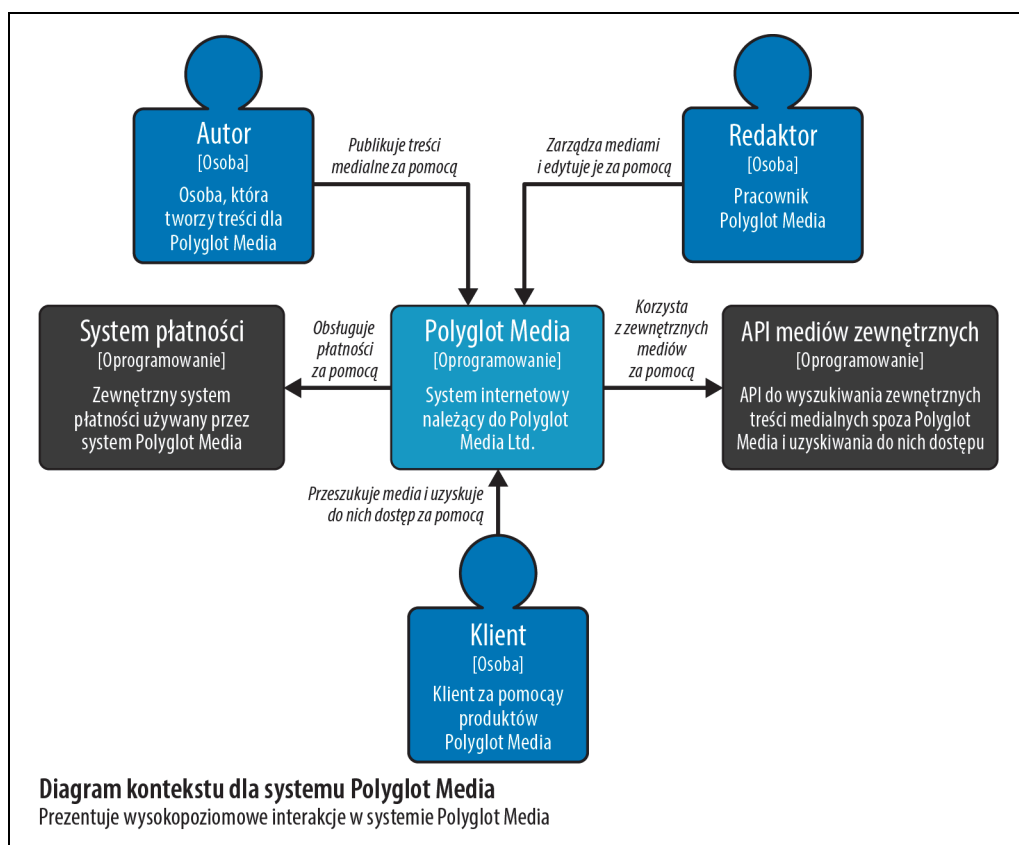 Autor
[Osoba]
Osoba, która
tworzy treści dla
Polyglot Media
Publikuje treści
medialne za pomocą
Zarządza mediami
i edytuje je za pomocą
Redaktor
[Osoba]
Pracownik
Polyglot Media
System płatności
[Oprogramowanie]
Zewnętrzny system
płatności używany przez
system Polyglot Media
Obsługuje
płatności
za pomocą
Polyglot Media
[Oprogramowanie]
System internetowy
należący do Polyglot
Media Ltd.
Korzysta
z zewnętrznych
mediów
za pomocą
API mediów zewnętrznych
[Oprogramowanie]
API do wyszukiwania zewnętrznych
treści medialnych spoza Polyglot
Media i uzyskiwania do nich dostępu
Przeszukuje media i uzyskuje
do nich dostęp za pomocą
Klient
[Osoba]
Klient za pomocąy
produktów
Polyglot Media
Diagram kontekstu dla systemu Polyglot Media
Prezentuje wysokopoziomowe interakcje w systemie Polyglot Media